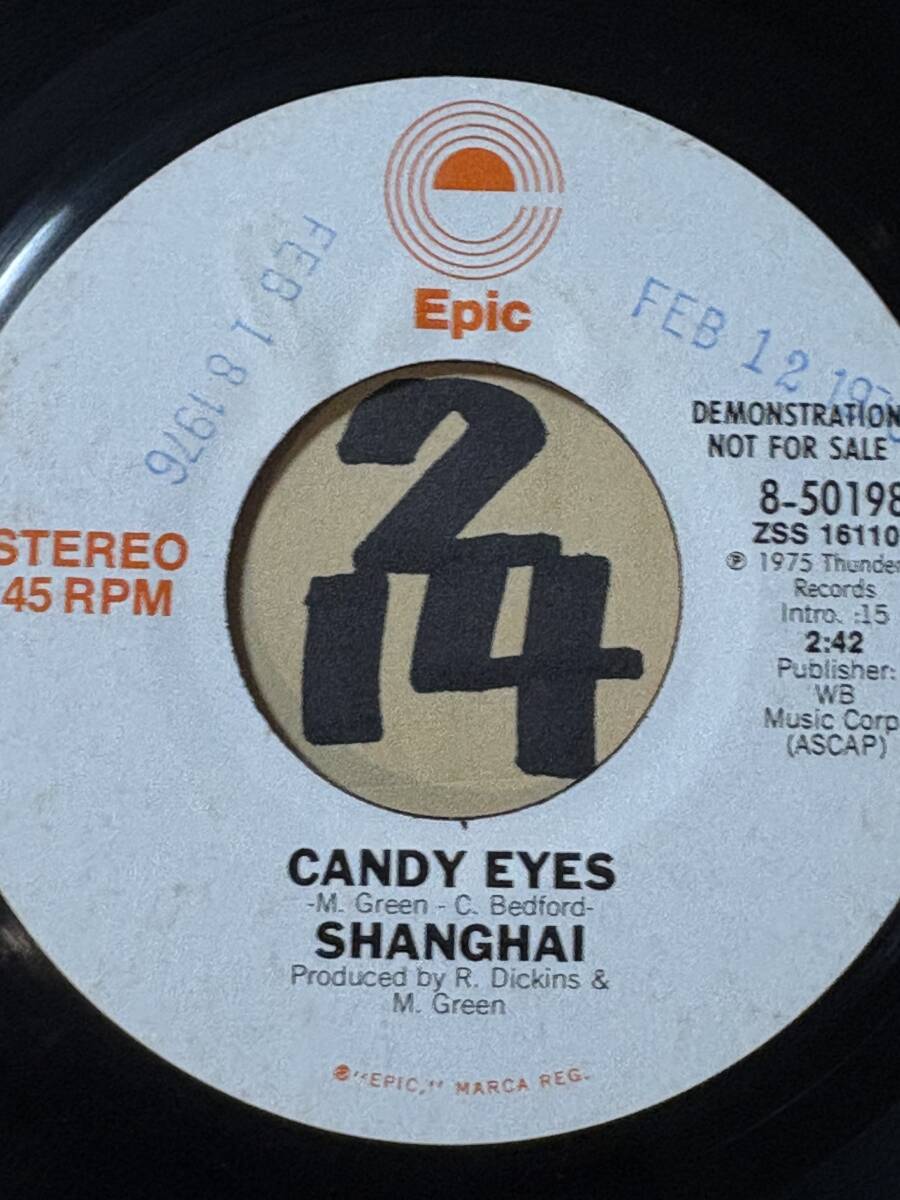 Epic
FEB 18 1976
FEB 12
DEMONSTRATION
NOT FOR SALE
8-50198
ZSS 16110
℗ 1975 Thunder
Records
Intro. :15
2:42
Publisher:
WB
Music Corp
(ASCAP)
STEREO
45 RPM
214
CANDY EYES
-M. Green - C. Bedford-
SHANGHAI
Produced by R. Dickins &
M. Green
® "EPIC," MARCA REG.